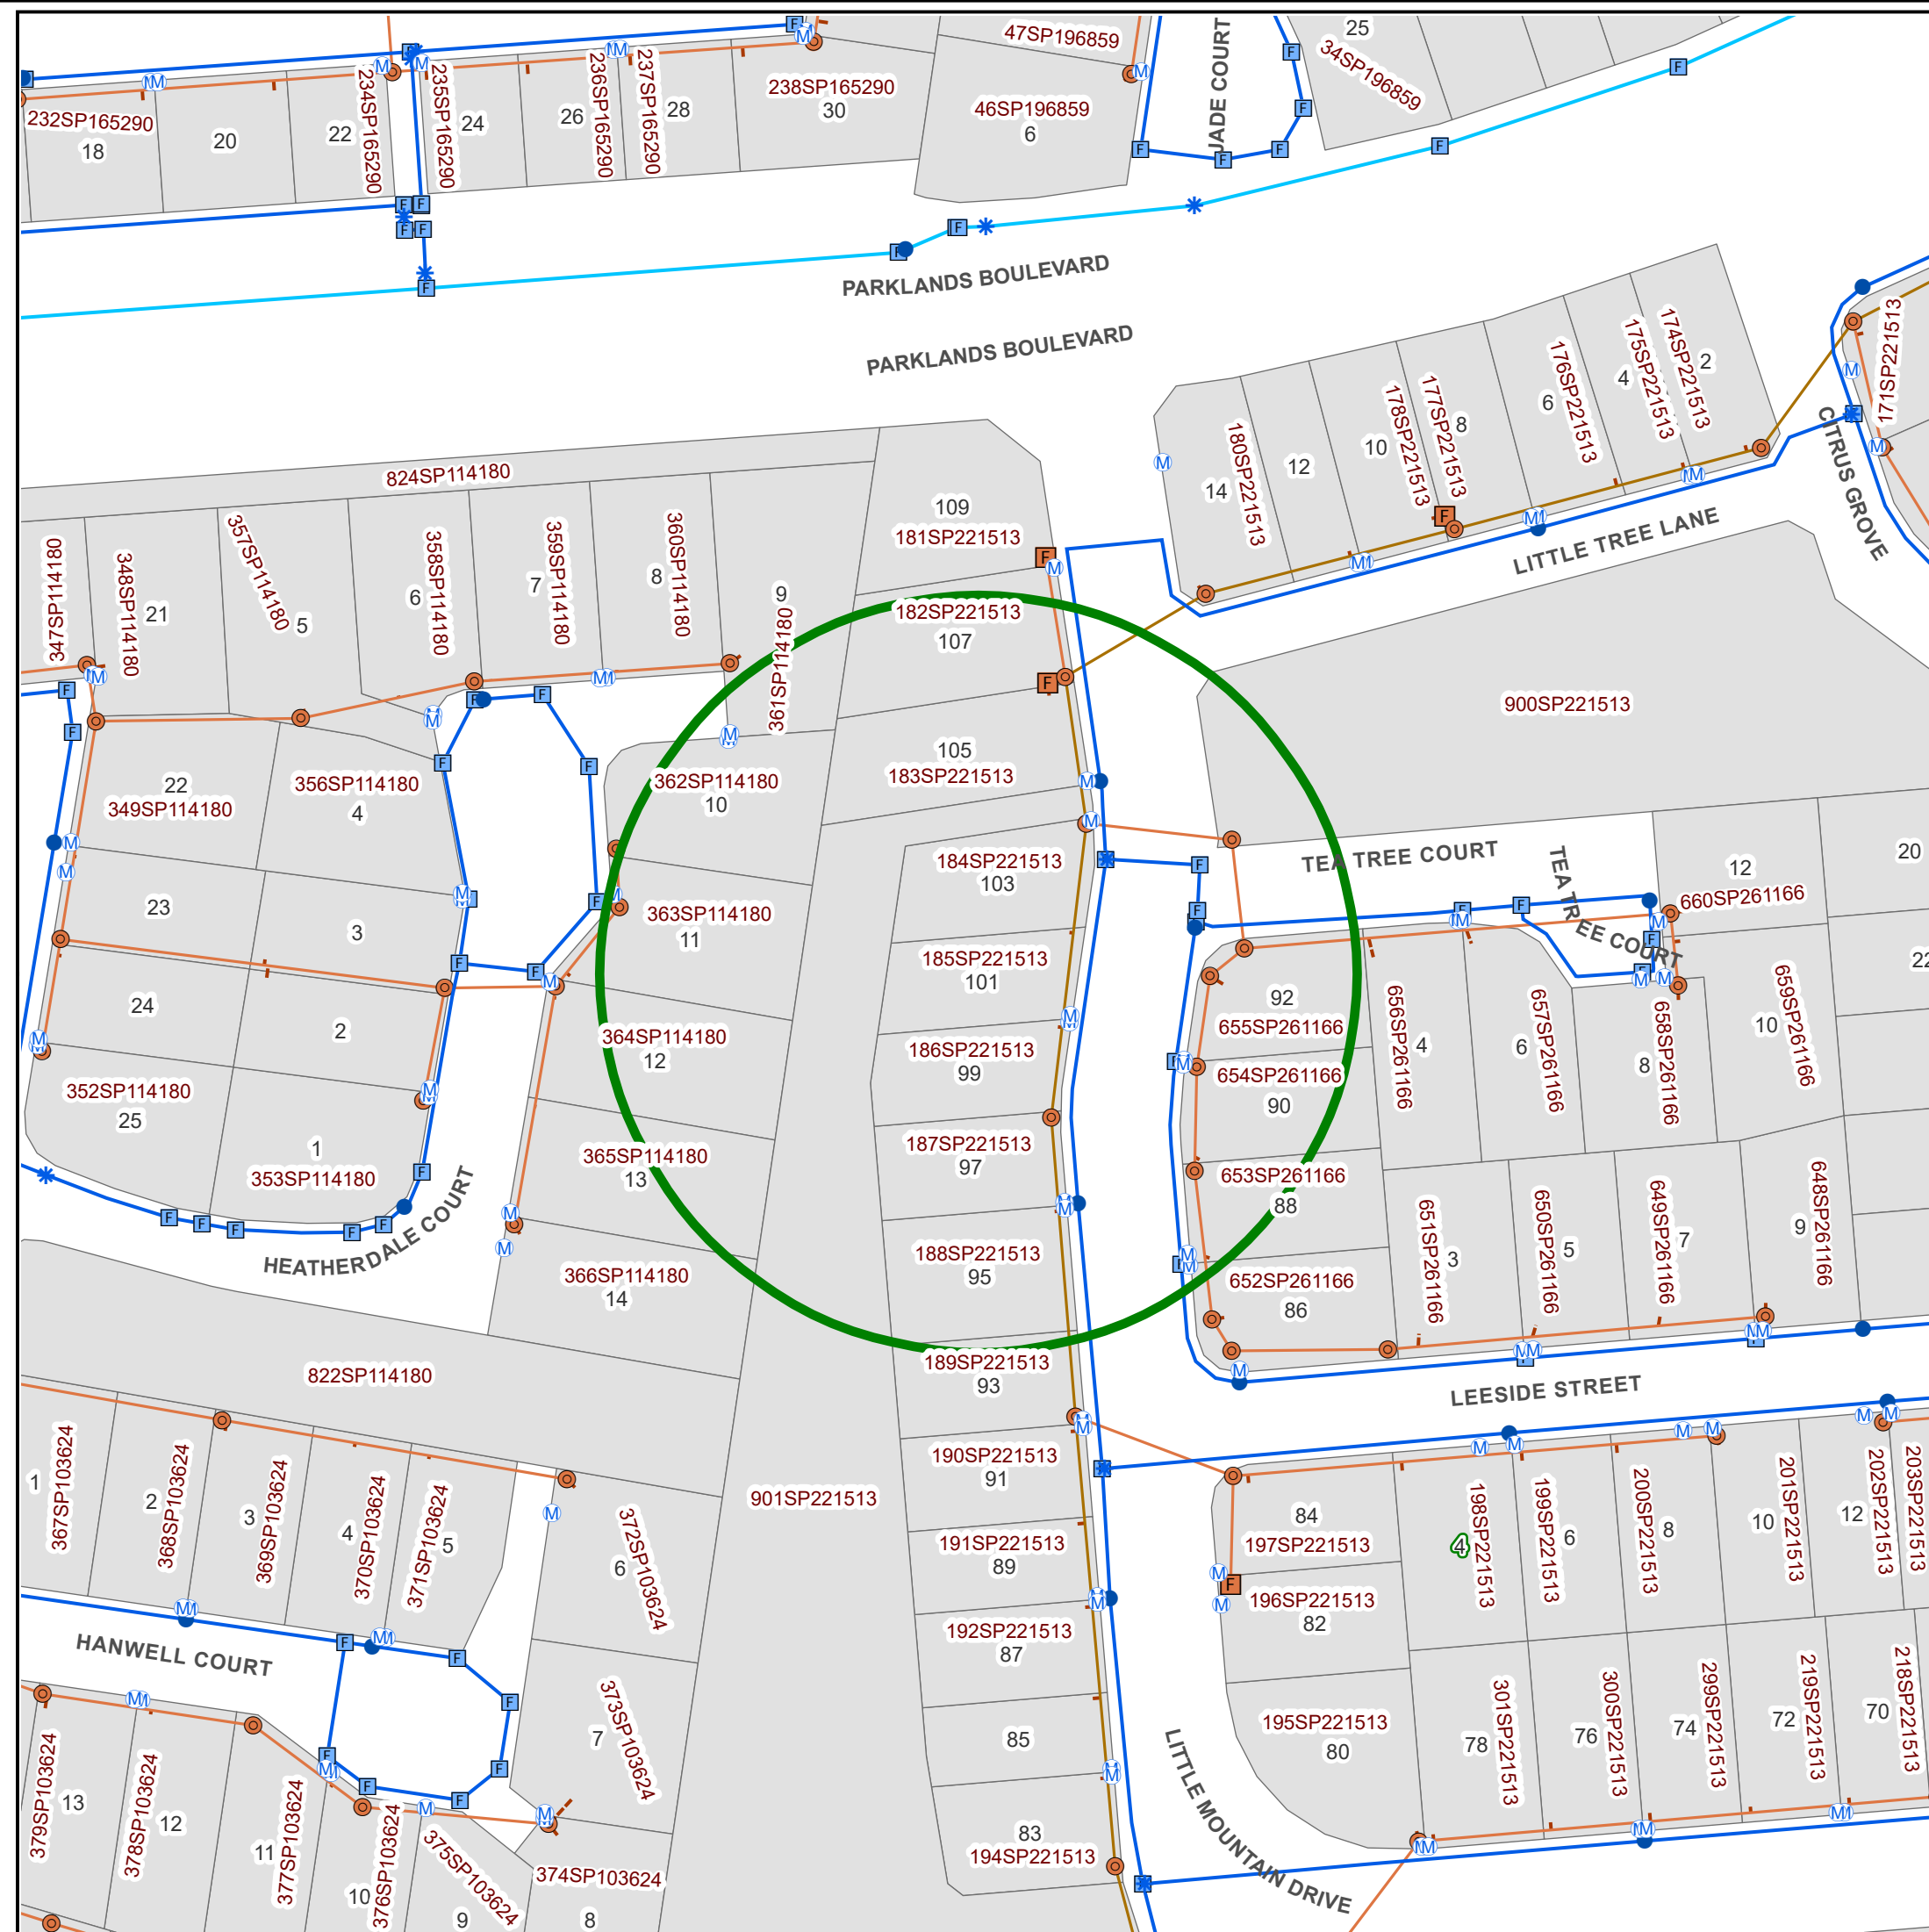 232SP165290
18
20
22
234SP165290
235SP165290
24
26
236SP165290
237SP165290
28
238SP165290
30
47SP196859
46SP196859
6
JADE COURT
25
34SP196859
PARKLANDS BOULEVARD
PARKLANDS BOULEVARD
824SP114180
347SP114180
348SP114180
21
357SP114180
5
6
358SP114180
7
359SP114180
8
360SP114180
9
361SP114180
109
181SP221513
182SP221513
107
105
183SP221513
14
180SP221513
12
10
178SP221513
177SP221513
8
6
176SP221513
4
175SP221513
174SP221513
2
171SP221513
CITRUS GROVE
LITTLE TREE LANE
900SP221513
22
349SP114180
356SP114180
4
362SP114180
10
23
3
363SP114180
11
24
2
364SP114180
12
352SP114180
25
1
353SP114180
365SP114180
13
HEATHERDALE COURT
366SP114180
14
184SP221513
103
185SP221513
101
186SP221513
99
187SP221513
97
188SP221513
95
189SP221513
93
190SP221513
91
191SP221513
89
192SP221513
87
85
83
194SP221513
901SP221513
TEA TREE COURT
TEA TREE COURT
12
660SP261166
20
22
92
655SP261166
654SP261166
90
653SP261166
88
652SP261166
86
656SP261166
4
6
657SP261166
8
658SP261166
10
659SP261166
651SP261166
3
650SP261166
5
649SP261166
7
9
648SP261166
LEESIDE STREET
822SP114180
1
367SP103624
2
368SP103624
3
369SP103624
4
370SP103624
371SP103624
5
372SP103624
6
HANWELL COURT
373SP103624
7
379SP103624
13
378SP103624
12
11
377SP103624
10
376SP103624
375SP103624
9
374SP103624
8
84
197SP221513
196SP221513
82
195SP221513
80
4
198SP221513
199SP221513
6
200SP221513
8
10
201SP221513
12
202SP221513
203SP221513
78
301SP221513
76
300SP221513
74
299SP221513
72
219SP221513
70
218SP221513
LITTLE MOUNTAIN DRIVE